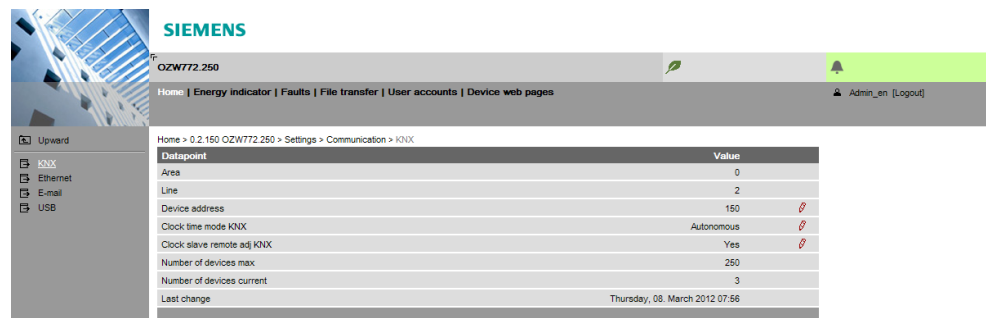 SIEMENS
OZW772.250
Home | Energy indicator | Faults | File transfer | User accounts | Device web pages
Admin_en [Logout]
Upward
KNX
Ethernet
E-mail
USB
Home > 0.2.150 OZW772.250 > Settings > Communication > KNX
Datapoint Value
Area 0
Line 2
Device address 150
Clock time mode KNX Autonomous
Clock slave remote adj KNX Yes
Number of devices max 250
Number of devices current 3
Last change Thursday, 08. March 2012 07:56